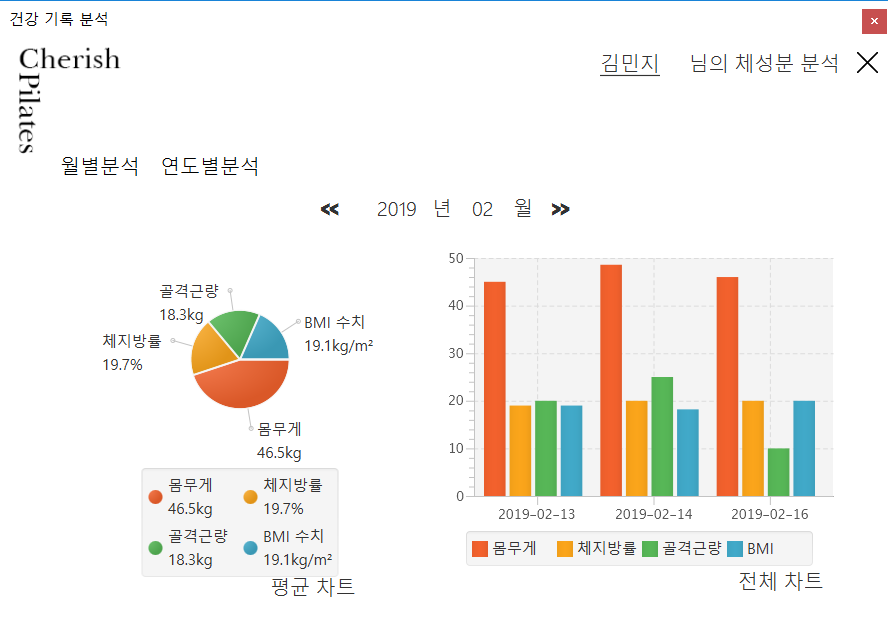 건강 기록 분석
Cherish
Pilates
김민지 님의 체성분 분석
월별분석 연도별분석
2019 년 02 월
골격근량
18.3kg
BMI 수치
19.1kg/m²
체지방률
19.7%
몸무게
46.5kg
몸무게
46.5kg
체지방률
19.7%
골격근량
18.3kg
BMI 수치
19.1kg/m²
평균 차트
50
40
30
20
10
0
2019-02-13 2019-02-14 2019-02-16
몸무게 체지방률 골격근량 BMI
전체 차트